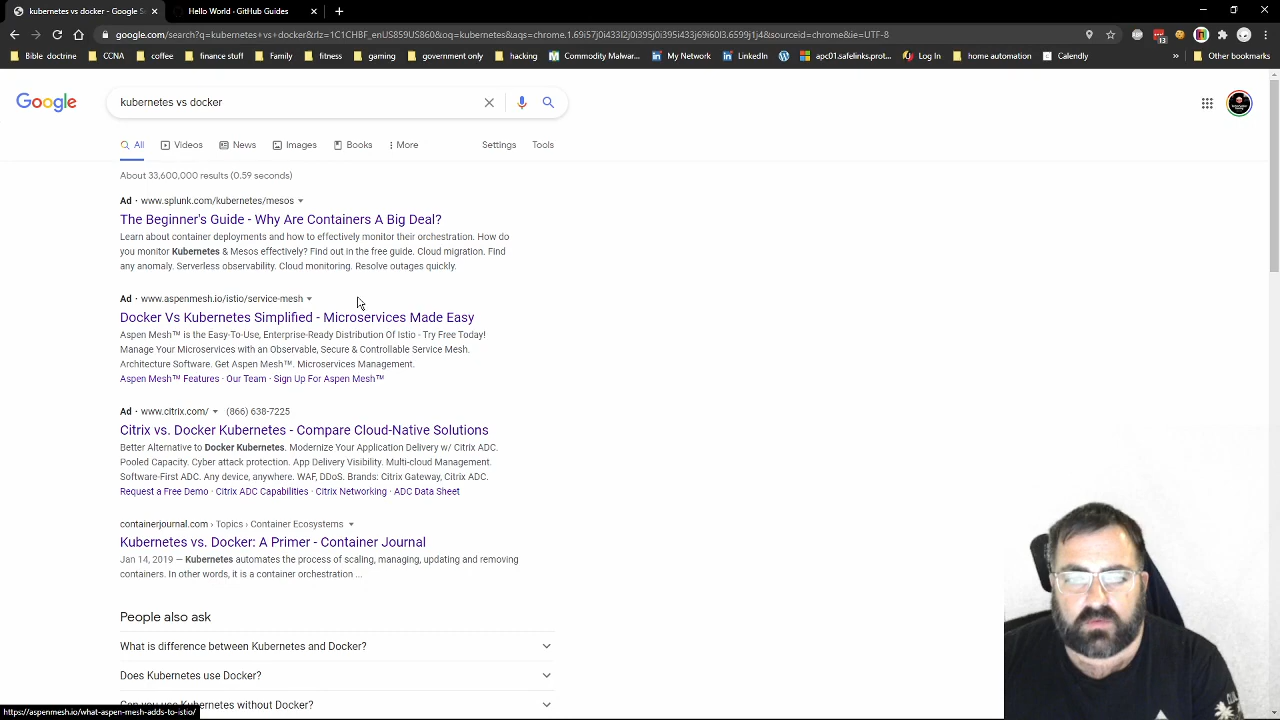 kubernetes vs docker - Google S
Hello World · GitHub Guides
google.com/search?q=kubernetes+vs+docker&rlz=1C1CHBF_enUS859US860&oq=kubernetes&aqs=chrome.1.69i57j0i433l2j0i395j0i395i433j69i60l3.6599j1j4&sourceid=chrome&ie=UTF-8
Bible doctrine CCNA coffee finance stuff Family fitness gaming government only hacking Commodity Malwar... My Network LinkedIn apc01.safelinks.prot... Log In home automation Calendly » Other Bookmarks
Google
kubernetes vs docker
All Videos News Images Books More Settings Tools
About 33,600,000 results (0.59 seconds)
Ad · www.splunk.com/kubernetes/mesos
The Beginner's Guide - Why Are Containers A Big Deal?
Learn about container deployments and how to effectively monitor their orchestration. How do
you monitor Kubernetes & Mesos effectively? Find out in the free guide. Cloud migration. Find
any anomaly. Serverless observability. Cloud monitoring. Resolve outages quickly.
Ad · www.aspenmesh.io/istio/service-mesh
Docker Vs Kubernetes Simplified - Microservices Made Easy
Aspen Mesh™ is the Easy-To-Use, Enterprise-Ready Distribution Of Istio - Try Free Today!
Manage Your Microservices with an Observable, Secure & Controllable Service Mesh.
Architecture Software. Get Aspen Mesh™. Microservices Management.
Aspen Mesh™ Features · Our Team · Sign Up For Aspen Mesh™
Ad · www.citrix.com/ (866) 638-7225
Citrix vs. Docker Kubernetes - Compare Cloud-Native Solutions
Better Alternative to Docker Kubernetes. Modernize Your Application Delivery w/ Citrix ADC.
Pooled Capacity. Cyber attack protection. App Delivery Visibility. Multi-cloud Management.
Software-First ADC. Any device, anywhere. WAF, DDoS. Brands: Citrix Gateway, Citrix ADC.
Request a Free Demo · Citrix ADC Capabilities · Citrix Networking · ADC Data Sheet
containerjournal.com › Topics › Container Ecosystems
Kubernetes vs. Docker: A Primer - Container Journal
Jan 14, 2019 — Kubernetes automates the process of scaling, managing, updating and removing
containers. In other words, it is a container orchestration ...
People also ask
What is difference between Kubernetes and Docker?
Does Kubernetes use Docker?
Can you use Kubernetes without Docker?
https://aspenmesh.io/what-aspen-mesh-adds-to-istio/